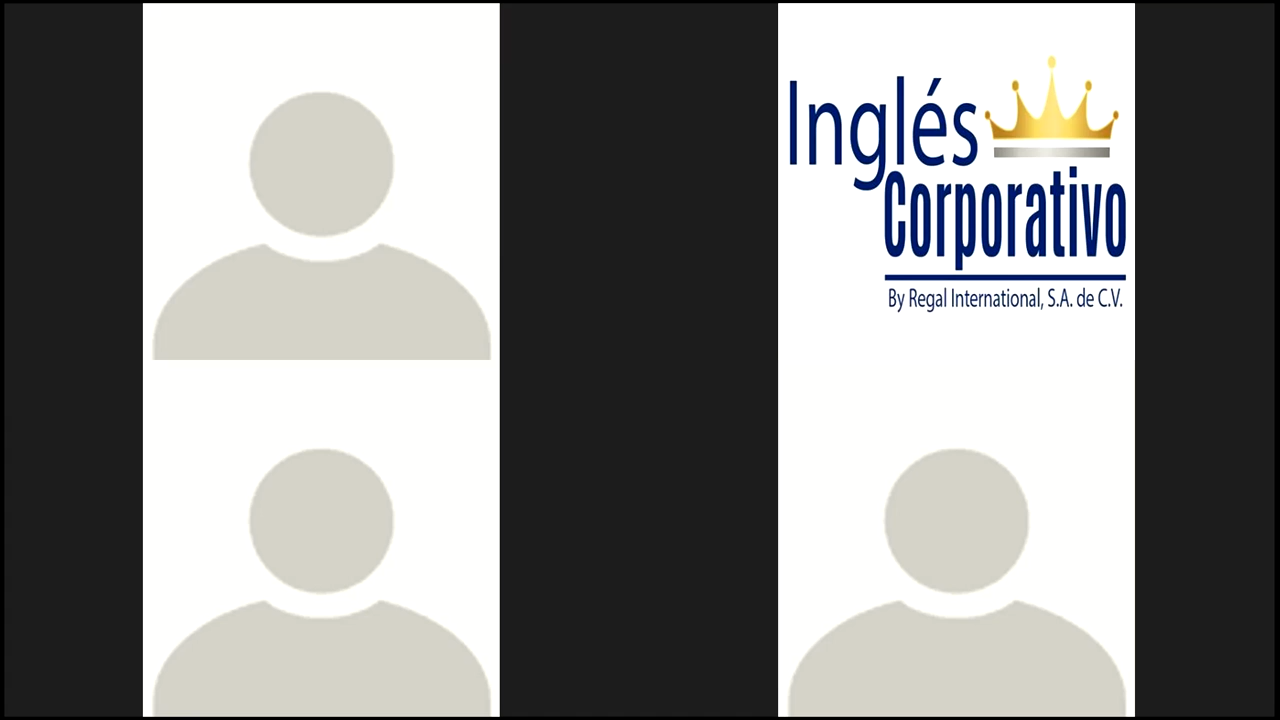 Inglés
Corporativo
By Regal International, S.A. de C.V.